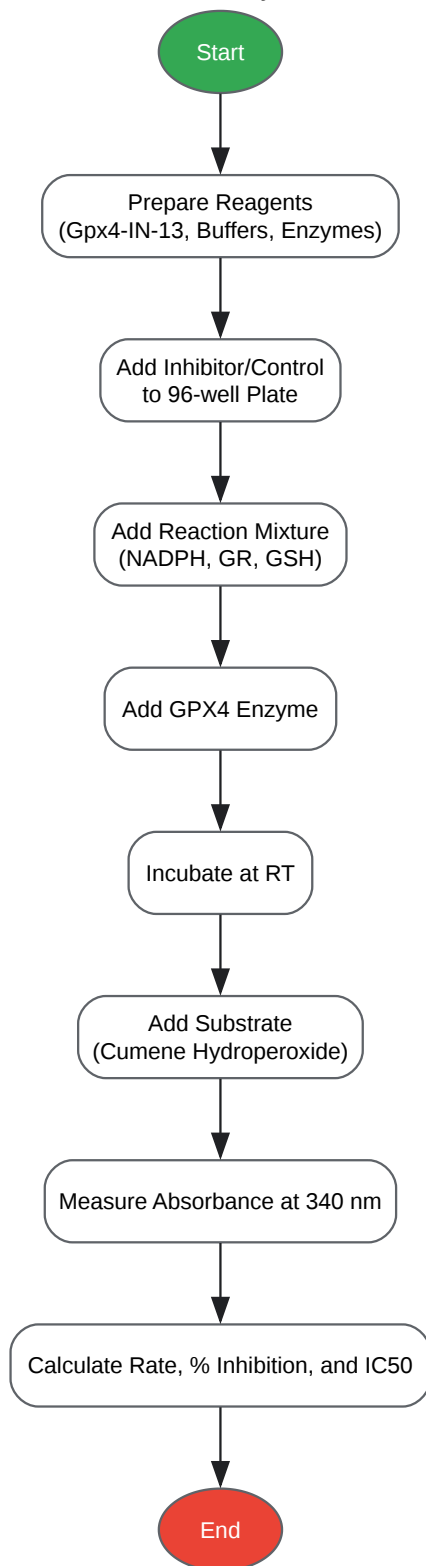 Start
Prepare Reagents
(Gpx4-IN-13, Buffers, Enzymes)
Add Inhibitor/Control
to 96-well Plate
Add Reaction Mixture
(NADPH, GR, GSH)
Add GPX4 Enzyme
Incubate at RT
Add Substrate
(Cumene Hydroperoxide)
Measure Absorbance at 340 nm
Calculate Rate, % Inhibition, and IC50
End